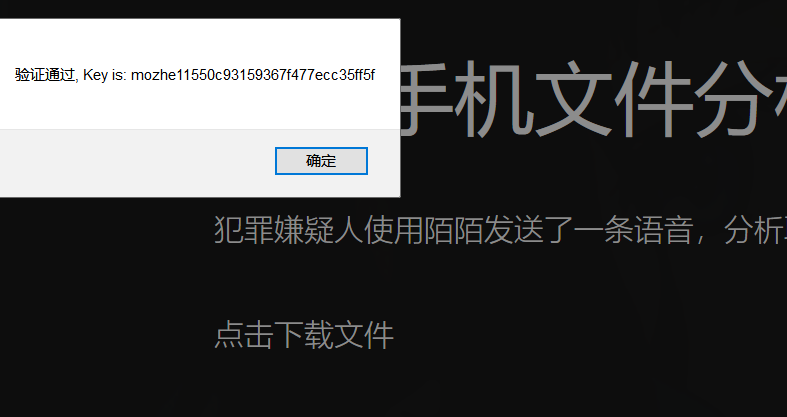 验证通过, Key is: mozhe11550c93159367f477ecc35ff5f
确定
手机文件分析
犯罪嫌疑人使用陌陌发送了一条语音，分析
点击下载文件